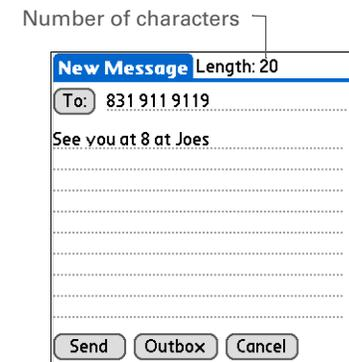 Number of characters
New Message Length: 20
To: 831 911 9119
See you at 8 at Joes
Send Outbox Cancel